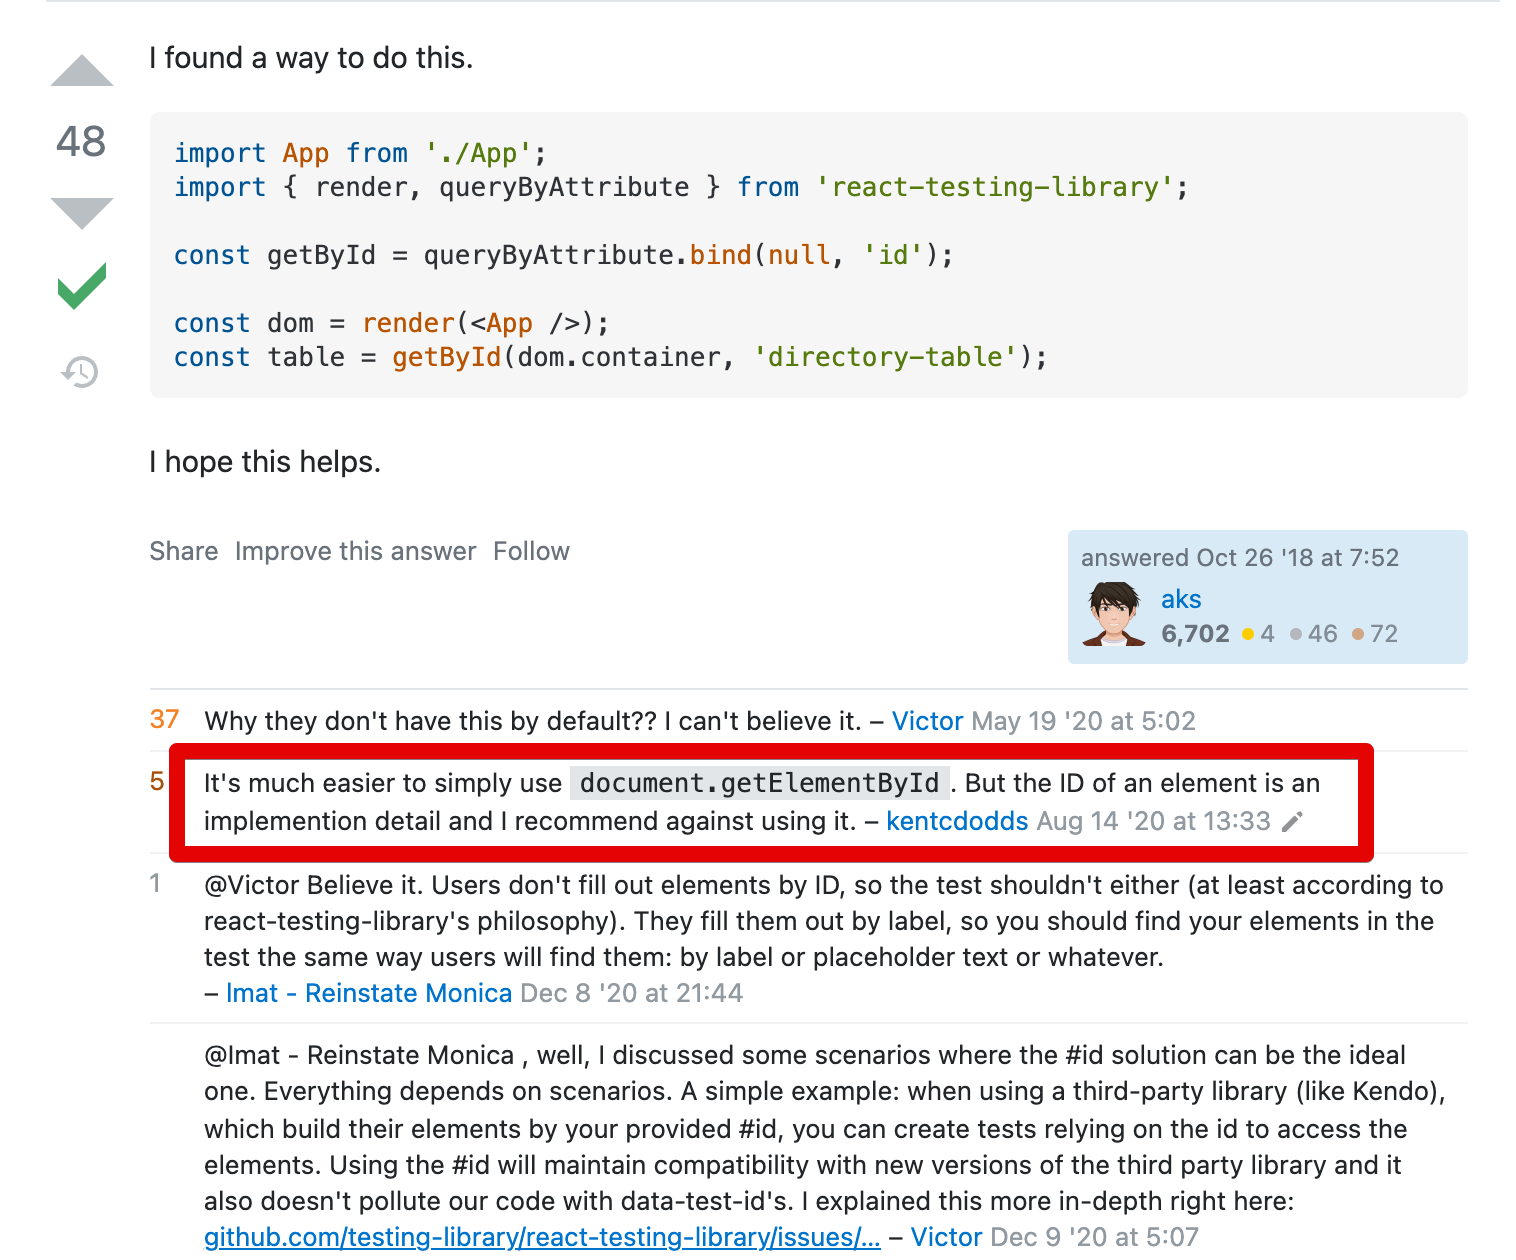 I found a way to do this.
48
import App from './App';
import { render, queryByAttribute } from 'react-testing-library';
const getById = queryByAttribute.bind(null, 'id');
const dom = render(<App />);
const table = getById(dom.container, 'directory-table');
I hope this helps.
Share Improve this answer Follow
answered Oct 26 '18 at 7:52
aks
6,702 4 46 72
37 Why they don't have this by default?? I can't believe it. – Victor May 19 '20 at 5:02
5 It's much easier to simply use document.getElementById. But the ID of an element is an
implemention detail and I recommend against using it. – kentcdodds Aug 14 '20 at 13:33
1 @Victor Believe it. Users don't fill out elements by ID, so the test shouldn't either (at least according to
react-testing-library's philosophy). They fill them out by label, so you should find your elements in the
test the same way users will find them: by label or placeholder text or whatever.
– Imat - Reinstate Monica Dec 8 '20 at 21:44
@Imat - Reinstate Monica , well, I discussed some scenarios where the #id solution can be the ideal
one. Everything depends on scenarios. A simple example: when using a third-party library (like Kendo),
which build their elements by your provided #id, you can create tests relying on the id to access the
elements. Using the #id will maintain compatibility with new versions of the third party library and it
also doesn't pollute our code with data-test-id's. I explained this more in-depth right here:
github.com/testing-library/react-testing-library/issues/... – Victor Dec 9 '20 at 5:07